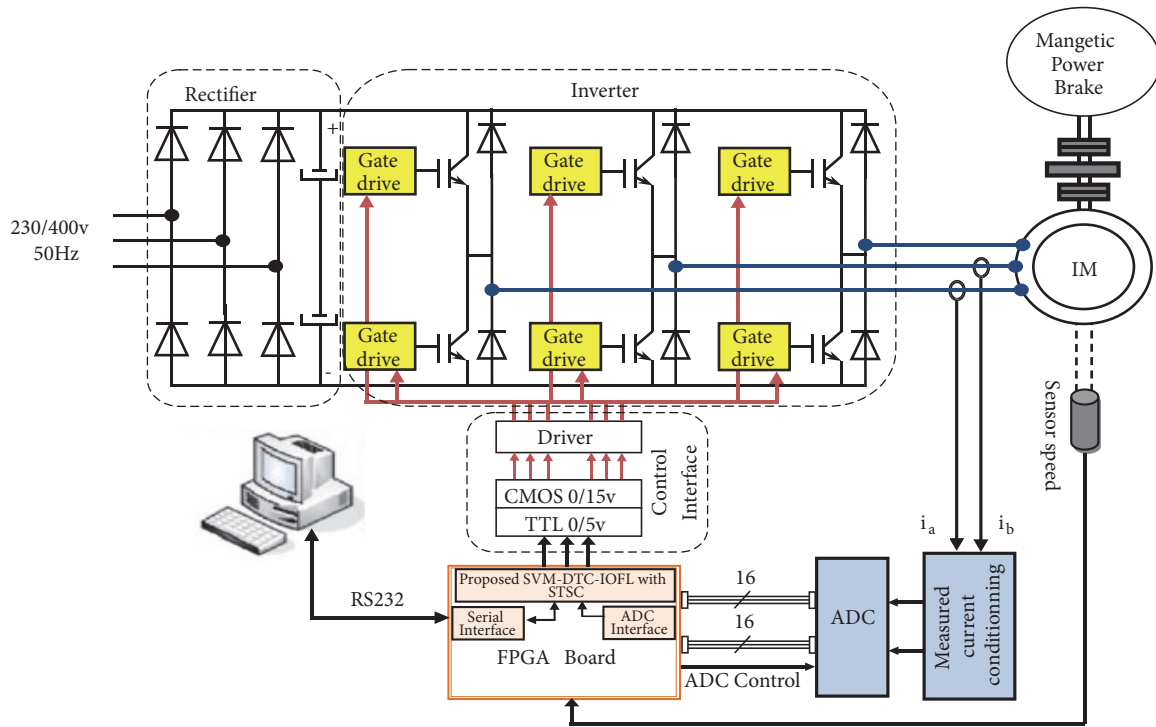 Mangetic
Power
Brake
Rectifier
Inverter
+
Gate
drive
Gate
drive
Gate
drive
230/400v
50Hz
IM
Gate
drive
Gate
drive
Gate
drive
-
Sensor speed
Driver
CMOS 0/15v
TTL 0/5v
Control
Interface
i_a
i_b
RS232
Proposed SVM-DTC-IOFL with
STSC
Serial
Interface
ADC
Interface
FPGA Board
16
16
ADC Control
ADC
Measured
current
conditionning